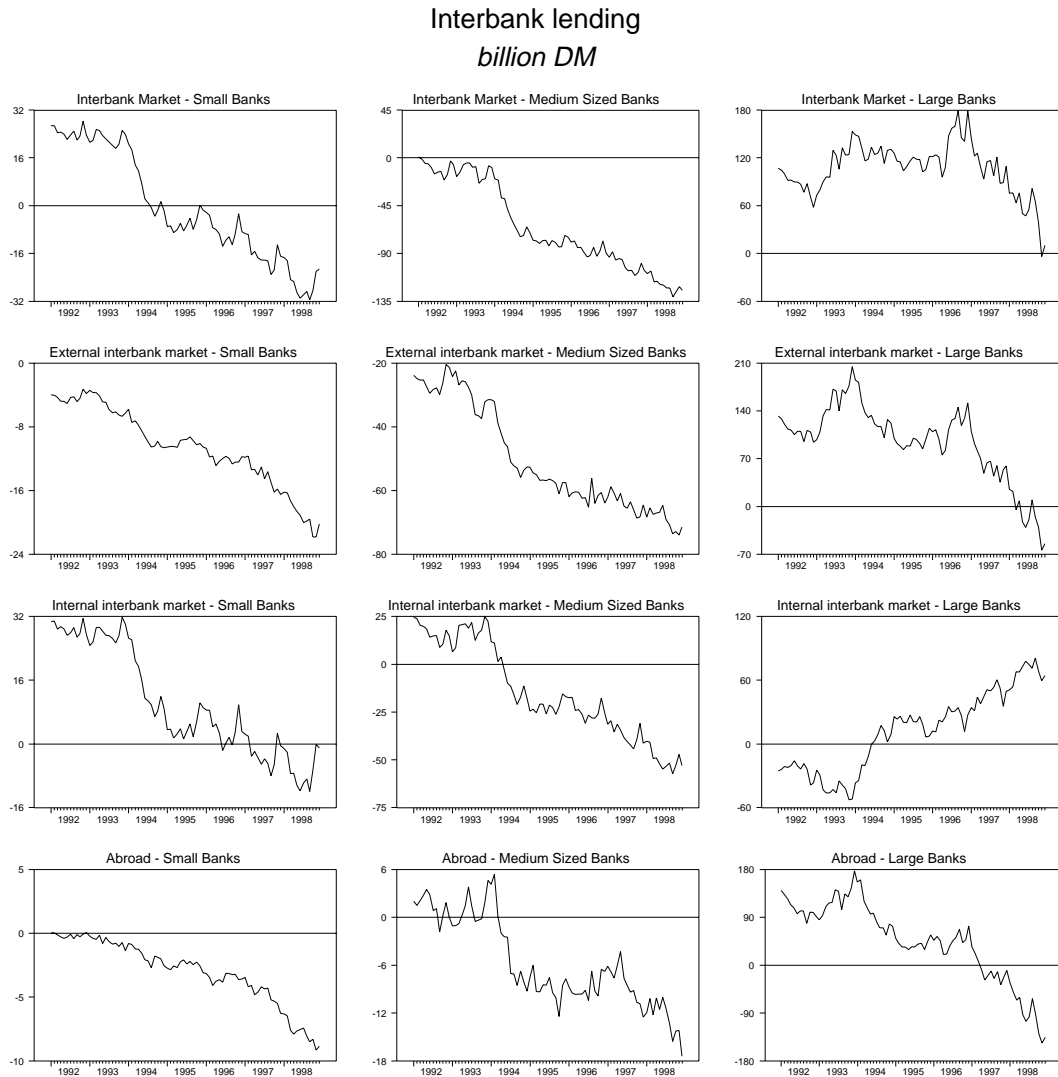 Interbank lending
billion DM
Interbank Market - Small Banks
32
16
0
-16
-32
1992 1993 1994 1995 1996 1997 1998
Interbank Market - Medium Sized Banks
45
0
-45
-90
-135
1992 1993 1994 1995 1996 1997 1998
Interbank Market - Large Banks
180
120
60
0
-60
1992 1993 1994 1995 1996 1997 1998
External interbank market - Small Banks
0
-8
-16
-24
1992 1993 1994 1995 1996 1997 1998
External interbank market - Medium Sized Banks
-20
-40
-60
-80
1992 1993 1994 1995 1996 1997 1998
External interbank market - Large Banks
210
140
70
0
-70
1992 1993 1994 1995 1996 1997 1998
Internal interbank market - Small Banks
32
16
0
-16
1992 1993 1994 1995 1996 1997 1998
Internal interbank market - Medium Sized Banks
25
0
-25
-50
-75
1992 1993 1994 1995 1996 1997 1998
Internal interbank market - Large Banks
120
60
0
-60
1992 1993 1994 1995 1996 1997 1998
Abroad - Small Banks
5
0
-5
-10
1992 1993 1994 1995 1996 1997 1998
Abroad - Medium Sized Banks
6
0
-6
-12
-18
1992 1993 1994 1995 1996 1997 1998
Abroad - Large Banks
180
90
0
-90
-180
1992 1993 1994 1995 1996 1997 1998